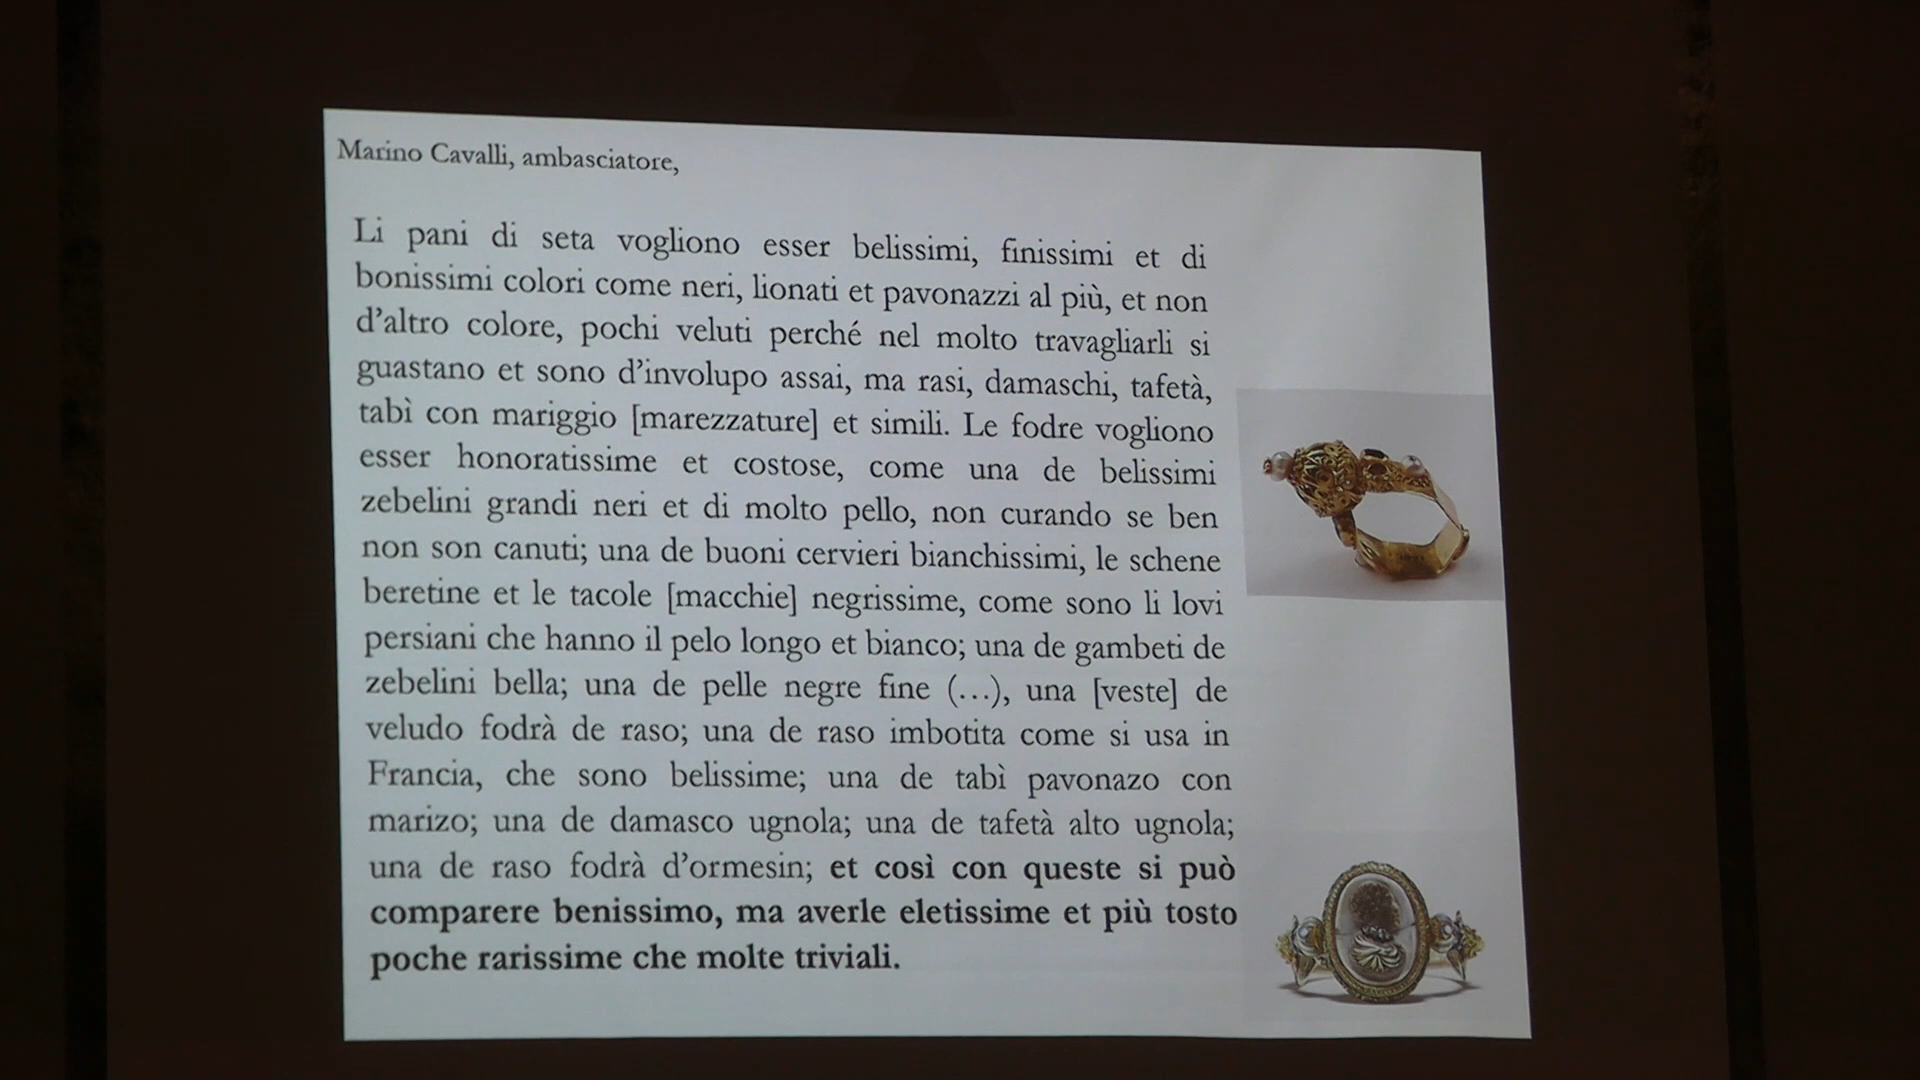 Marino Cavalli, ambasciatore,
Li pani di seta vogliono esser belissimi, finissimi et di
bonissimi colori come neri, lionati et pavonazzi al più, et non
d'altro colore, pochi veluti perché nel molto travagliarli si
guastano et sono d'involupo assai, ma rasi, damaschi, tafetà,
tabì con mariggio [marezzature] et simili. Le fodre vogliono
esser honoratissime et costose, come una de belissimi
zebelini grandi neri et di molto pello, non curando se ben
non son canuti; una de buoni cervieri bianchissimi, le schene
beretine et le tacole [macchie] negrissime, come sono li lovi
persiani che hanno il pelo longo et bianco; una de gambeti de
zebelini bella; una de pelle negre fine (…), una [veste] de
veludo fodrà de raso; una de raso imbotita come si usa in
Francia, che sono belissime; una de tabì pavonazo con
marizo; una de damasco ugnola; una de tafetà alto ugnola;
una de raso fodrà d'ormesin; et così con queste si può
comparere benissimo, ma averle eletissime et più tosto
poche rarissime che molte triviali.